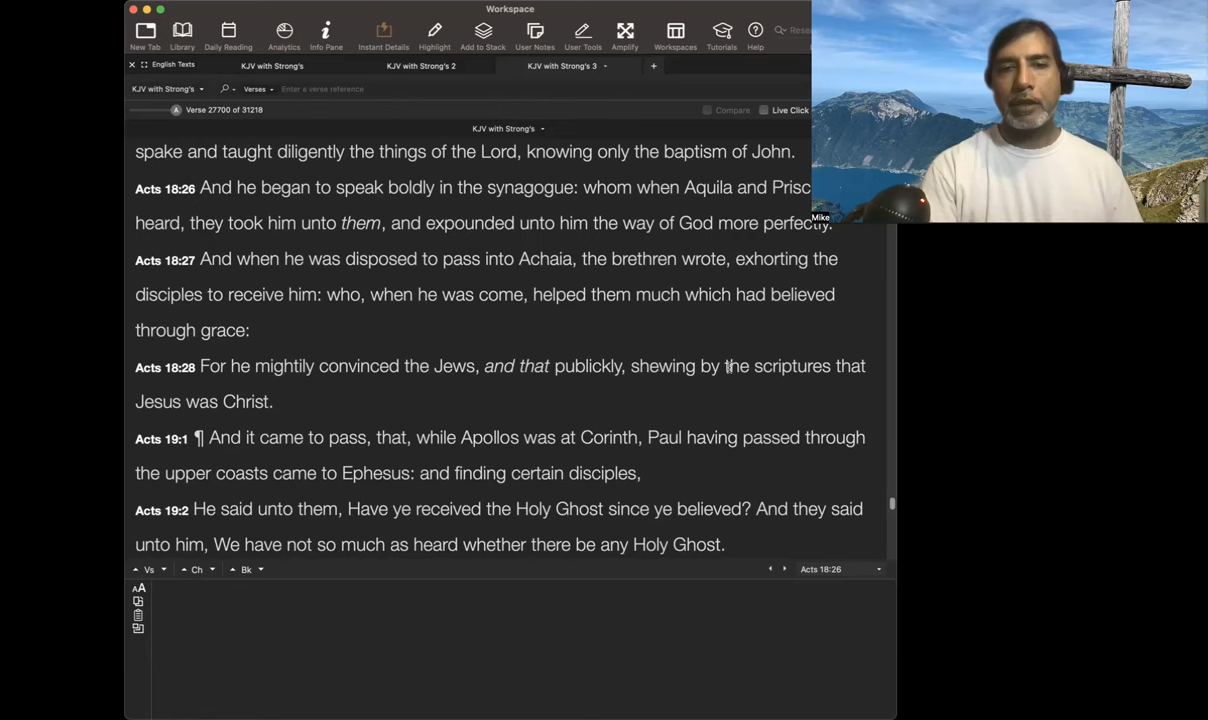 Workspace
New Tab Library Daily Reading Analytics Info Pane Instant Details Highlight Add to Stack User Notes User Tools Amplify Workspaces Tutorials Help
English Texts KJV with Strong's KJV with Strong's 2 KJV with Strong's 3 +
KJV with Strong's Verses Enter a verse reference
A Verse 27700 of 31218 Compare Live Click
KJV with Strong's
spake and taught diligently the things of the Lord, knowing only the baptism of John.
Acts 18:26 And he began to speak boldly in the synagogue: whom when Aquila and Prisc
heard, they took him unto them, and expounded unto him the way of God more perfectly.
Acts 18:27 And when he was disposed to pass into Achaia, the brethren wrote, exhorting the
disciples to receive him: who, when he was come, helped them much which had believed
through grace:
Acts 18:28 For he mightily convinced the Jews, and that publickly, shewing by the scriptures that
Jesus was Christ.
Acts 19:1 ¶ And it came to pass, that, while Apollos was at Corinth, Paul having passed through
the upper coasts came to Ephesus: and finding certain disciples,
Acts 19:2 He said unto them, Have ye received the Holy Ghost since ye believed? And they said
unto him, We have not so much as heard whether there be any Holy Ghost.
Vs Ch Bk Acts 18:26
AA
Mike